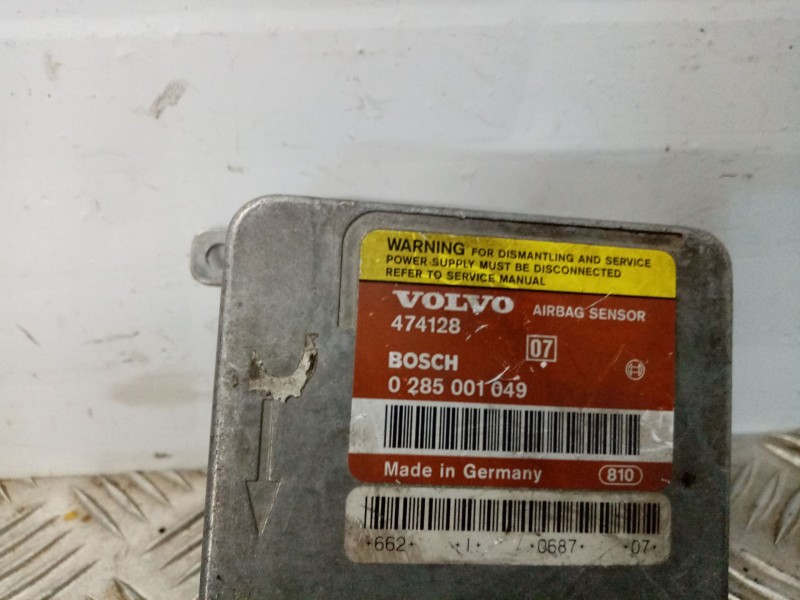 WARNING FOR DISMANTLING AND SERVICE
POWER SUPPLY MUST BE DISCONNECTED
REFER TO SERVICE MANUAL
VOLVO AIRBAG SENSOR
474128
07
BOSCH
0 285 001 049
Made in Germany 810
+662 + I + 0687 + 07+